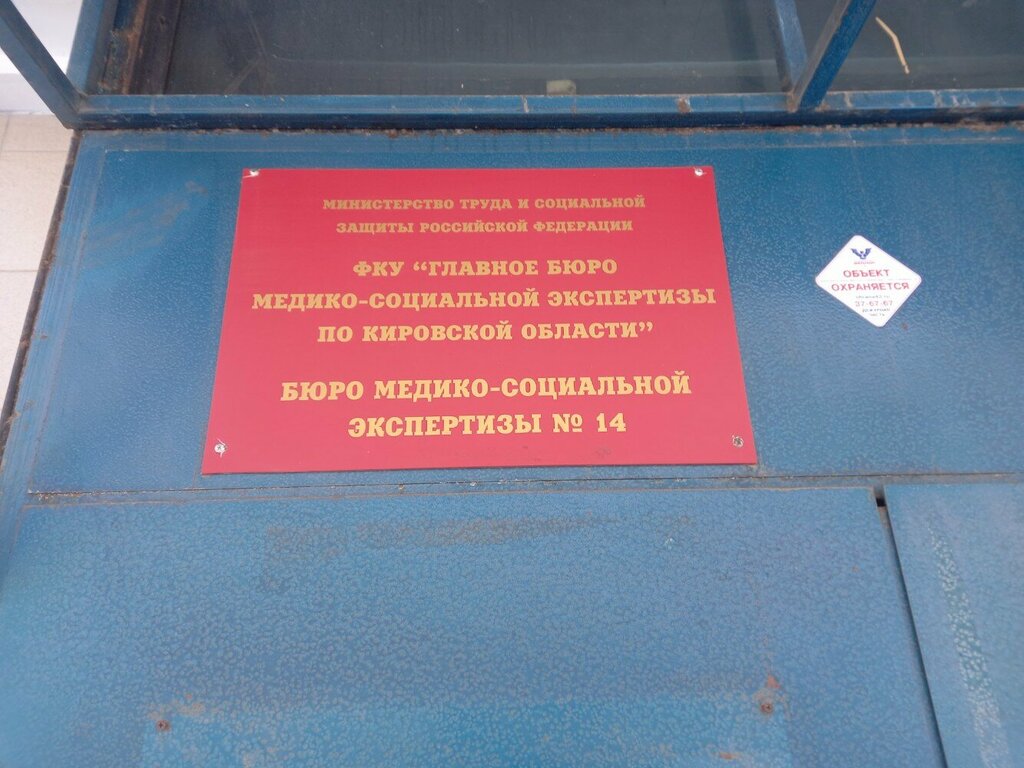 МИНИСТЕРСТВО ТРУДА И СОЦИАЛЬНОЙ
ЗАЩИТЫ РОССИЙСКОЙ ФЕДЕРАЦИИ
ФКУ “ГЛАВНОЕ БЮРО
МЕДИКО-СОЦИАЛЬНОЙ ЭКСПЕРТИЗЫ
ПО КИРОВСКОЙ ОБЛАСТИ”
БЮРО МЕДИКО-СОЦИАЛЬНОЙ
ЭКСПЕРТИЗЫ № 14
ОБЪЕКТ
ОХРАНЯЕТСЯ
37-67-67